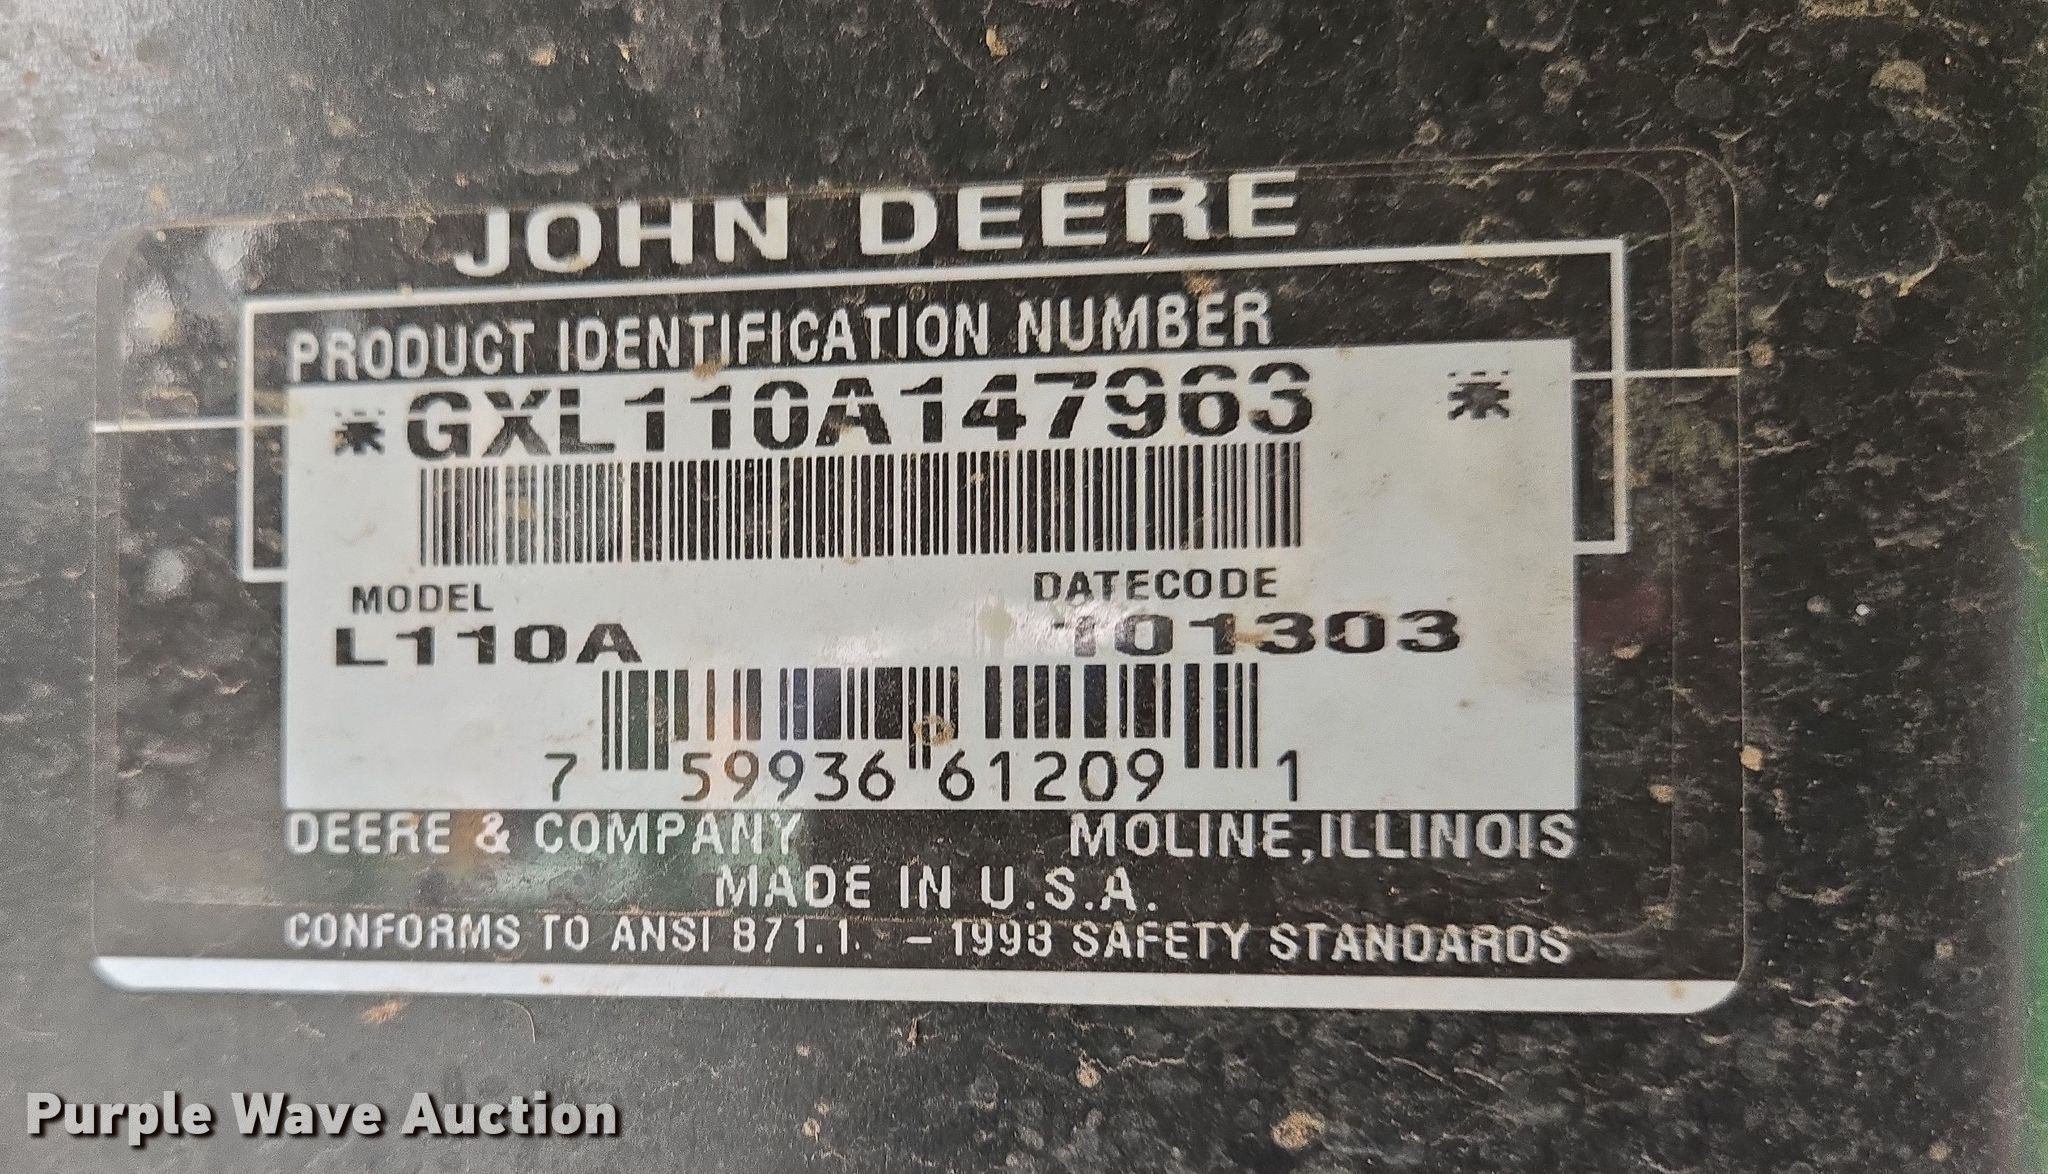 JOHN DEERE
PRODUCT IDENTIFICATION NUMBER
*GXL110A147963 *
MODEL DATECODE
L110A 101303
7 59936 61209 1
DEERE & COMPANY MOLINE, ILLINOIS
MADE IN U.S.A.
CONFORMS TO ANSI B71.1. - 1993 SAFETY STANDARDS
Purple Wave Auction